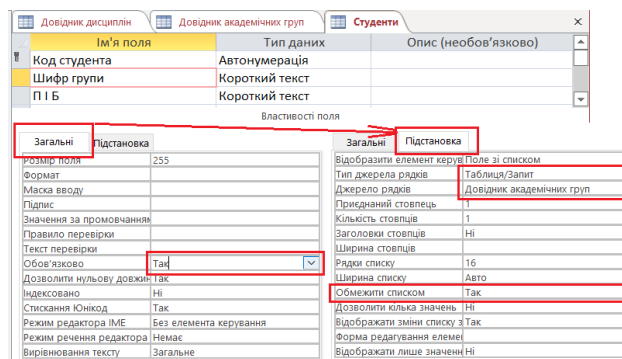 Довідник дисциплін Довідник академічних груп Студенти
Ім'я поля Тип даних Опис (необов'язково)
Код студента Автонумерація
Шифр групи Короткий текст
П І Б Короткий текст
Властивості поля
Загальні Підстановка
Розмір поля 255
Формат
Маска вводу
Підпис
Значення за промовчанням
Правило перевірки
Текст перевірки
Обов'язково Так
Дозволити нульову довжин Так
Індексовано Ні
Стискання Юнікод Так
Режим редактора IME Без елемента керування
Режим речення редактора Немає
Вирівнювання тексту Загальне
Загальні Підстановка
Відобразити елемент керув Поле зі списком
Тип джерела рядків Таблиця/Запит
Джерело рядків Довідник академічних груп
Приєднаний стовпець 1
Кількість стовпців 1
Заголовки стовпців Ні
Ширина стовпців
Рядки списку 16
Ширина списку Авто
Обмежити списком Так
Дозволити кілька значень Ні
Відображати зміни списку з Так
Форма редагування елемен
Відображати лише значенн Ні